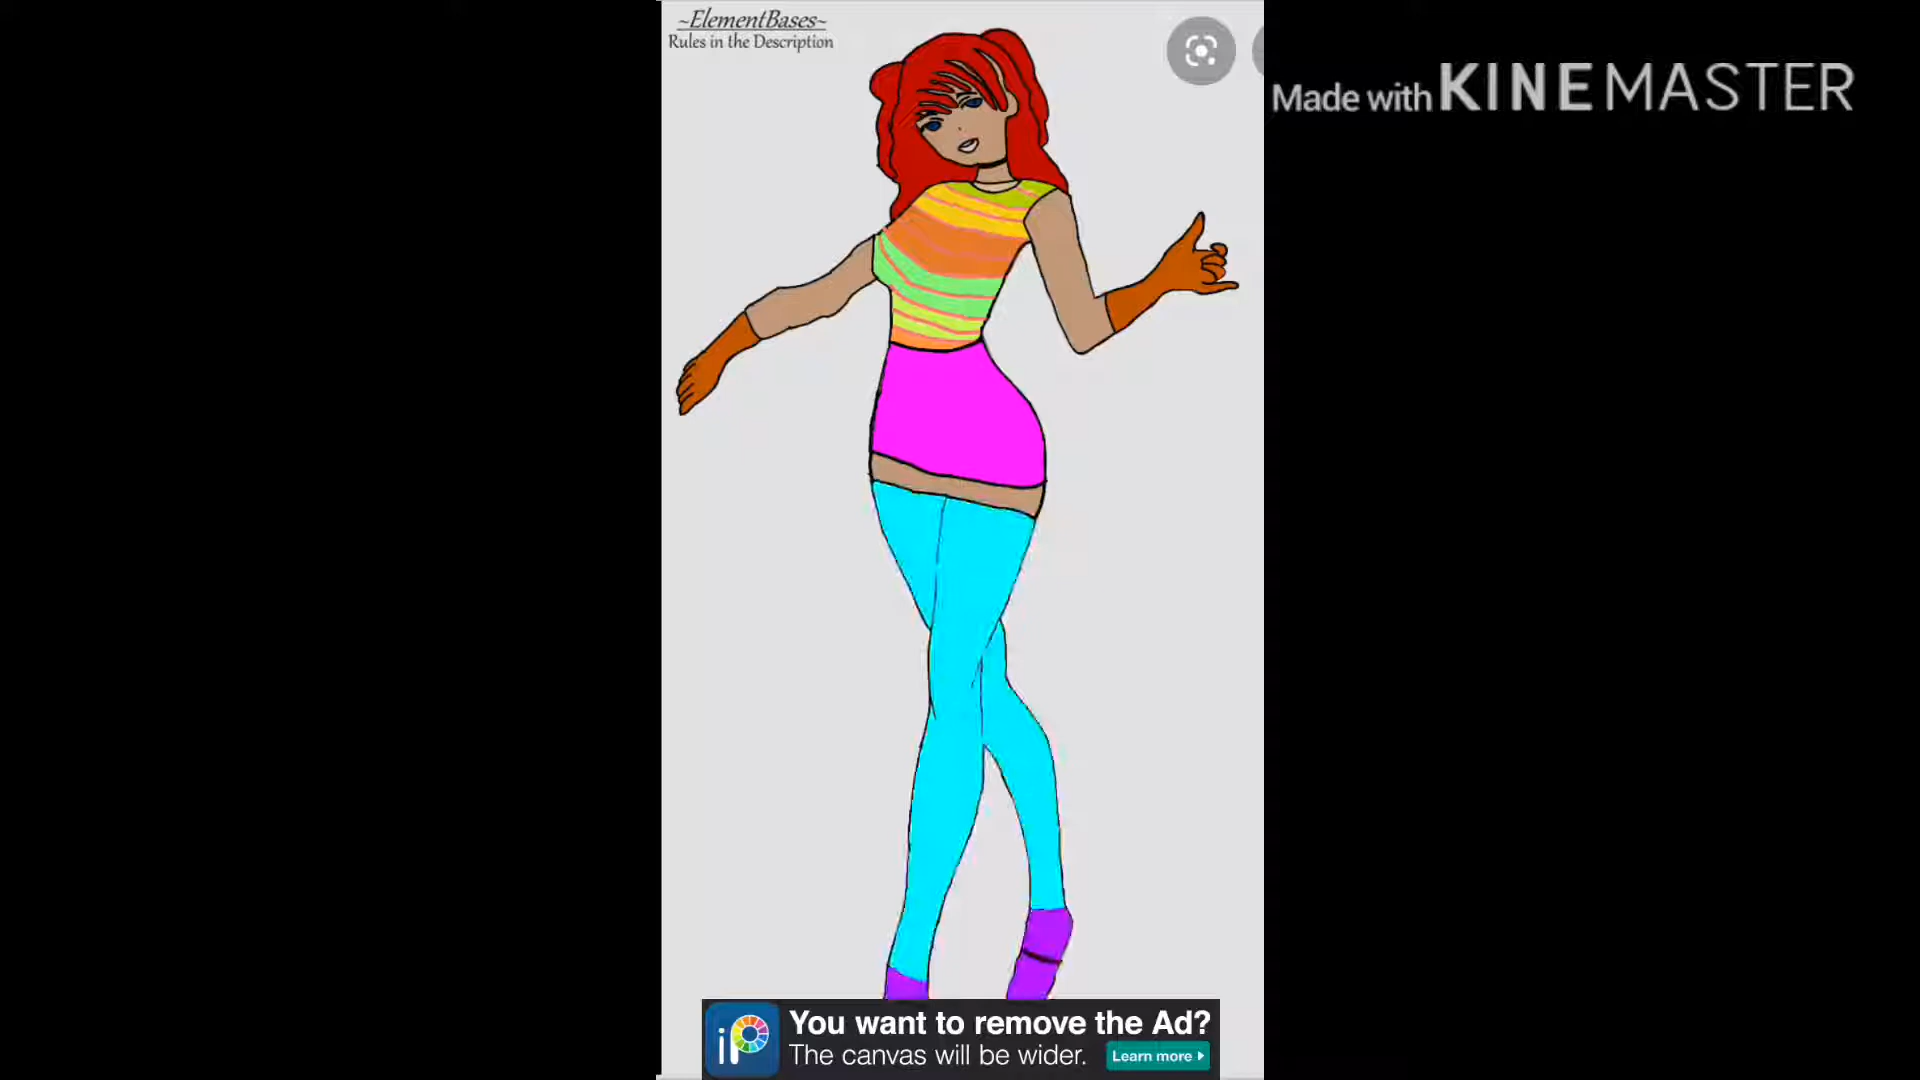 ~ElementBases~
Rules in the Description
Made with KINEMASTER
iP
You want to remove the Ad?
The canvas will be wider.
Learn more